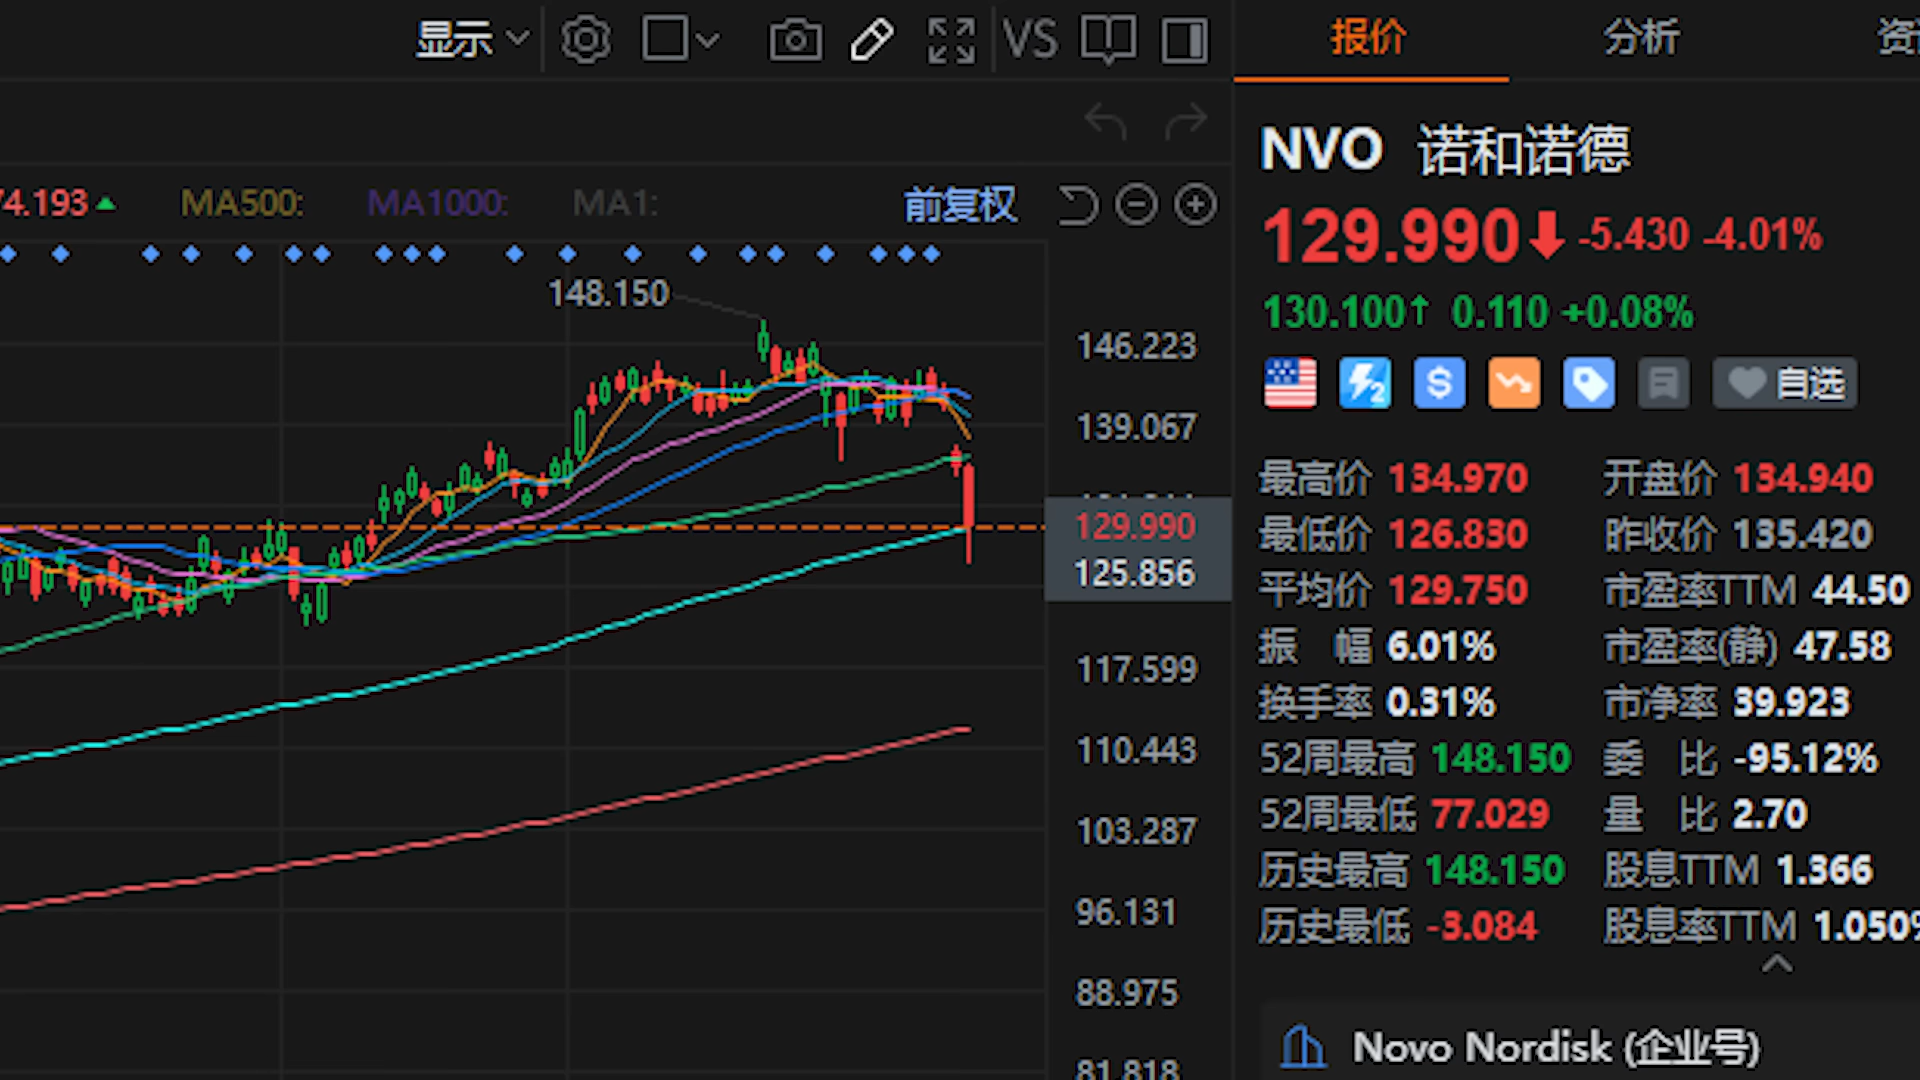 显示
VS
报价 分析
NVO 诺和诺德
129.990 -5.430 -4.01%
130.100↑ 0.110 +0.08%
自选
74.193 MA500: MA1000: MA1: 前复权
148.150
146.223
139.067
129.990
125.856
117.599
110.443
103.287
96.131
88.975
81.818
最高价 134.970 开盘价 134.940
最低价 126.830 昨收价 135.420
平均价 129.750 市盈率TTM 44.50
振 幅 6.01% 市盈率(静) 47.58
换手率 0.31% 市净率 39.923
52周最高 148.150 委 比 -95.12%
52周最低 77.029 量 比 2.70
历史最高 148.150 股息TTM 1.366
历史最低 -3.084 股息率TTM 1.050%
Novo Nordisk (企业号)